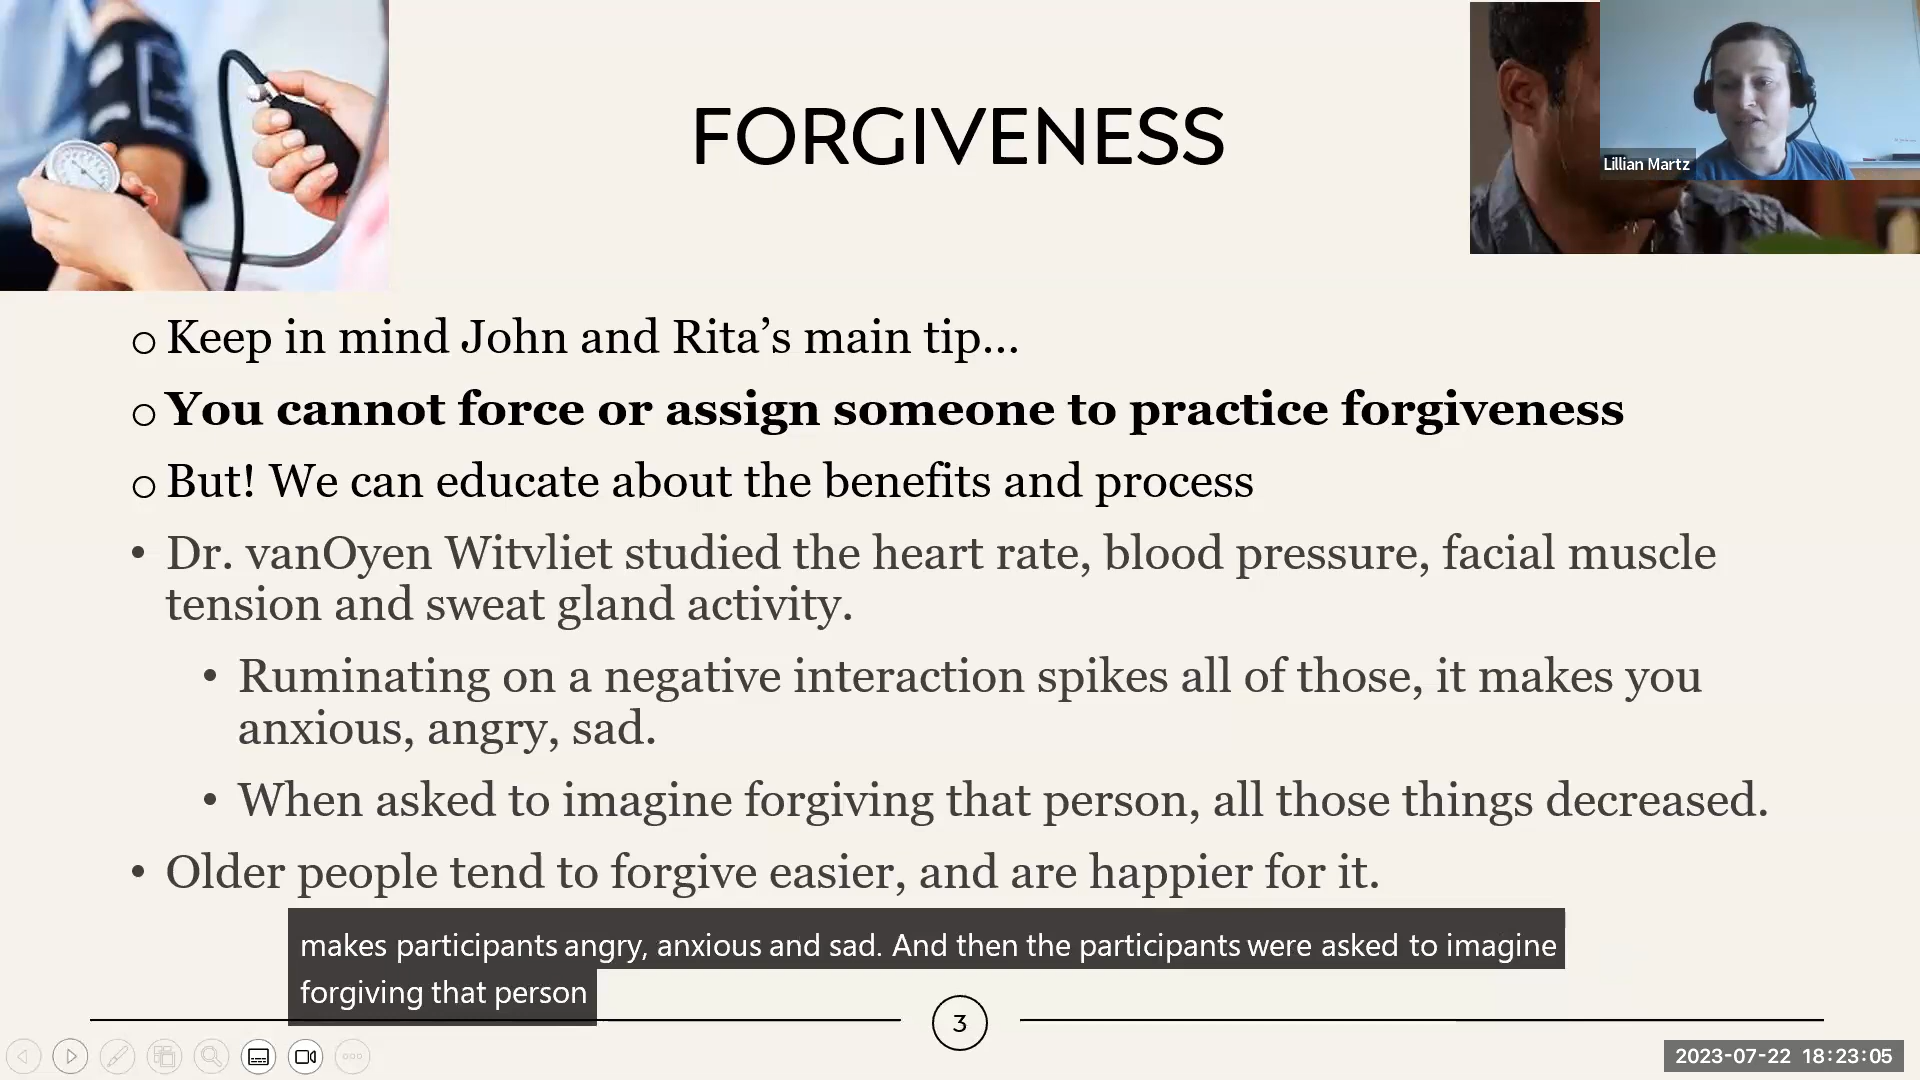 FORGIVENESS
Lillian Martz
o Keep in mind John and Rita’s main tip...
o You cannot force or assign someone to practice forgiveness
o But! We can educate about the benefits and process
• Dr. vanOyen Witvliet studied the heart rate, blood pressure, facial muscle
tension and sweat gland activity.
• Ruminating on a negative interaction spikes all of those, it makes you
anxious, angry, sad.
• When asked to imagine forgiving that person, all those things decreased.
• Older people tend to forgive easier, and are happier for it.
makes participants angry, anxious and sad. And then the participants were asked to imagine
forgiving that person
3
2023-07-22 18:23:05